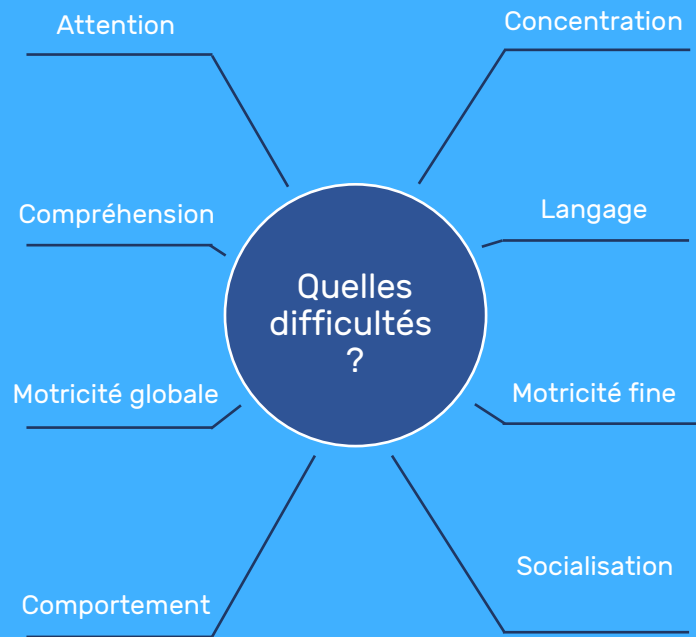 Attention
Concentration
Compréhension
Langage
Quelles
difficultés
?
Motricité globale
Motricité fine
Socialisation
Comportement